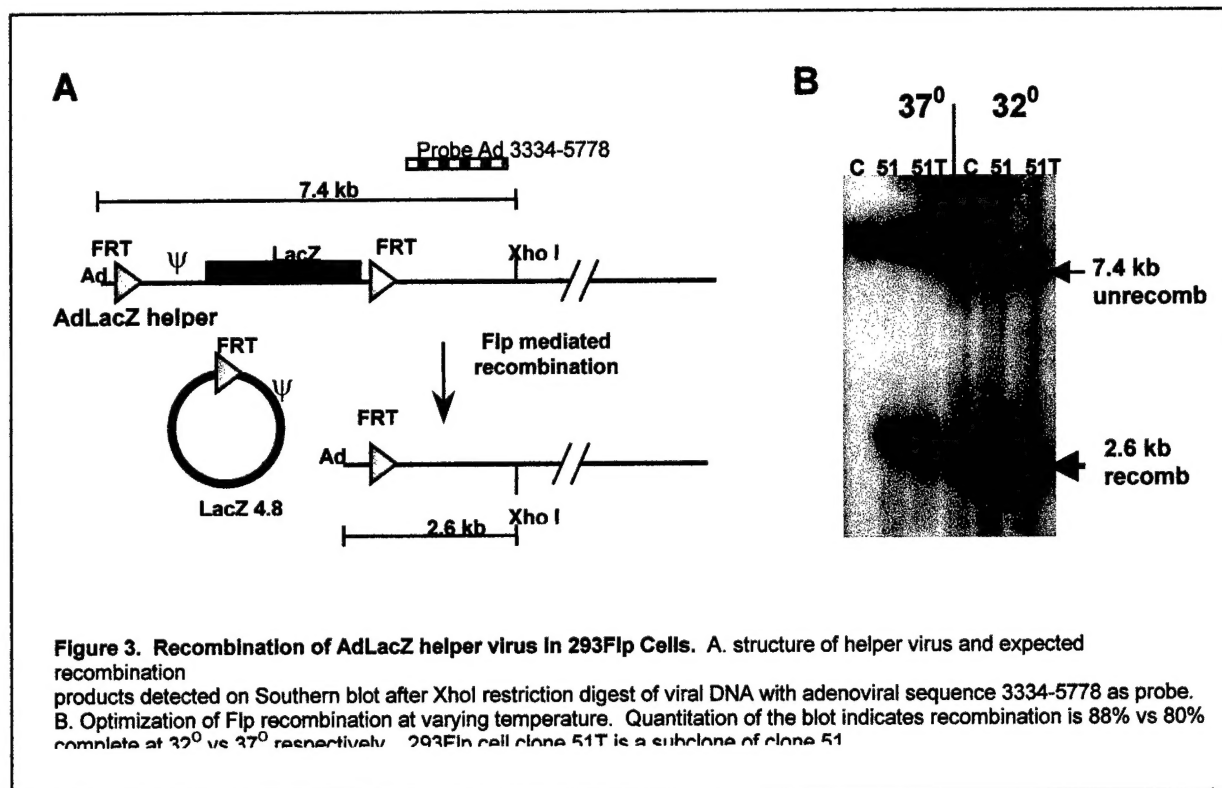 A
Probe Ad 3334-5778
7.4 kb
FRT
Ψ
LacZ
FRT
Xho I
Ad
AdLacZ helper
FRT
Ψ
LacZ 4.8
Flp mediated
recombination
FRT
Ad
Xho I
2.6 kb
B
37⁰ 32⁰
C 51 51T C 51 51T
7.4 kb
unrecomb
2.6 kb
recomb
Figure 3. Recombination of AdLacZ helper virus in 293Flp Cells. A. structure of helper virus and expected
recombination
products detected on Southern blot after XhoI restriction digest of viral DNA with adenoviral sequence 3334-5778 as probe.
B. Optimization of Flp recombination at varying temperature. Quantitation of the blot indicates recombination is 88% vs 80%
complete at 32⁰ vs 37⁰ respectively. 293Flp cell clone 51T is a subclone of clone 51